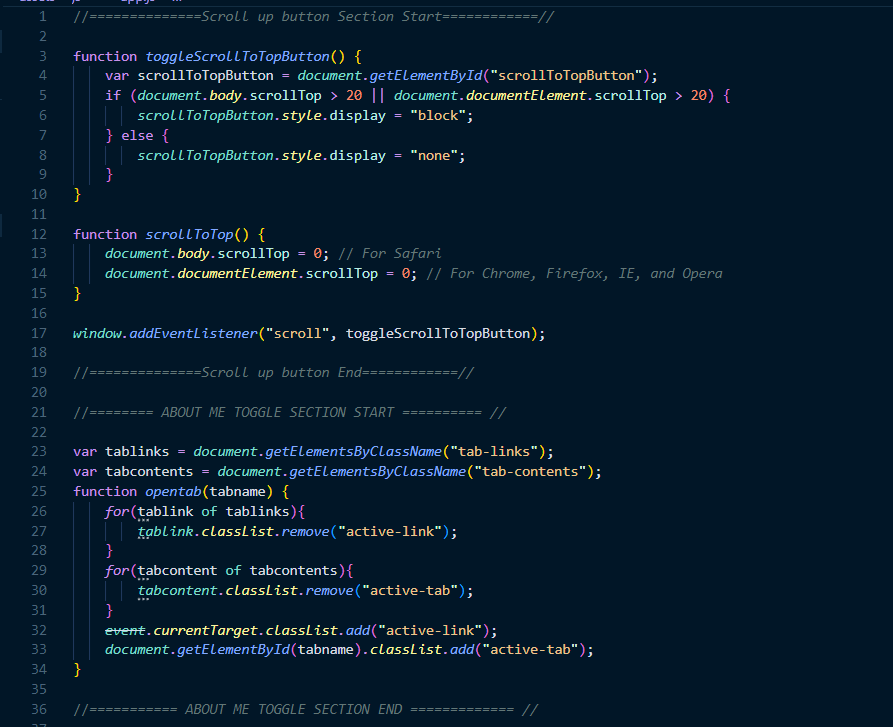 app.js
1 //==============Scroll up button Section Start============//
2
3 function toggleScrollToTopButton() {
4     var scrollToTopButton = document.getElementById("scrollToTopButton");
5     if (document.body.scrollTop > 20 || document.documentElement.scrollTop > 20) {
6         scrollToTopButton.style.display = "block";
7     } else {
8         scrollToTopButton.style.display = "none";
9     }
10 }
11
12 function scrollToTop() {
13     document.body.scrollTop = 0; // For Safari
14     document.documentElement.scrollTop = 0; // For Chrome, Firefox, IE, and Opera
15 }
16
17 window.addEventListener("scroll", toggleScrollToTopButton);
18
19 //==============Scroll up button End============//
20
21 //======== ABOUT ME TOGGLE SECTION START ========== //
22
23 var tablinks = document.getElementsByClassName("tab-links");
24 var tabcontents = document.getElementsByClassName("tab-contents");
25 function opentab(tabname) {
26     for(tablink of tablinks){
27         tablink.classList.remove("active-link");
28     }
29     for(tabcontent of tabcontents){
30         tabcontent.classList.remove("active-tab");
31     }
32     event.currentTarget.classList.add("active-link");
33     document.getElementById(tabname).classList.add("active-tab");
34 }
35
36 //=========== ABOUT ME TOGGLE SECTION END ============= //